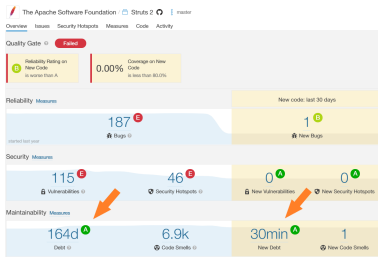 The Apache Software Foundation Struts 2 master
Overview Issues Security Hotspots Measures Code Activity
Quality Gate Failed
B Reliability Rating on New Code is worse than A
0.00% Coverage on New Code is less than 80.0%
Reliability Measures
New code: last 30 days
187 E
Bugs
1 B
New Bugs
started last year
Security Measures
115 E
Vulnerabilities
46 E
Security Hotspots
0 A
New Vulnerabilities
0 A
New Security Hotspots
Maintainability Measures
164d A
Debt
6.9k
Code Smells
30min A
New Debt
1
New Code Smells